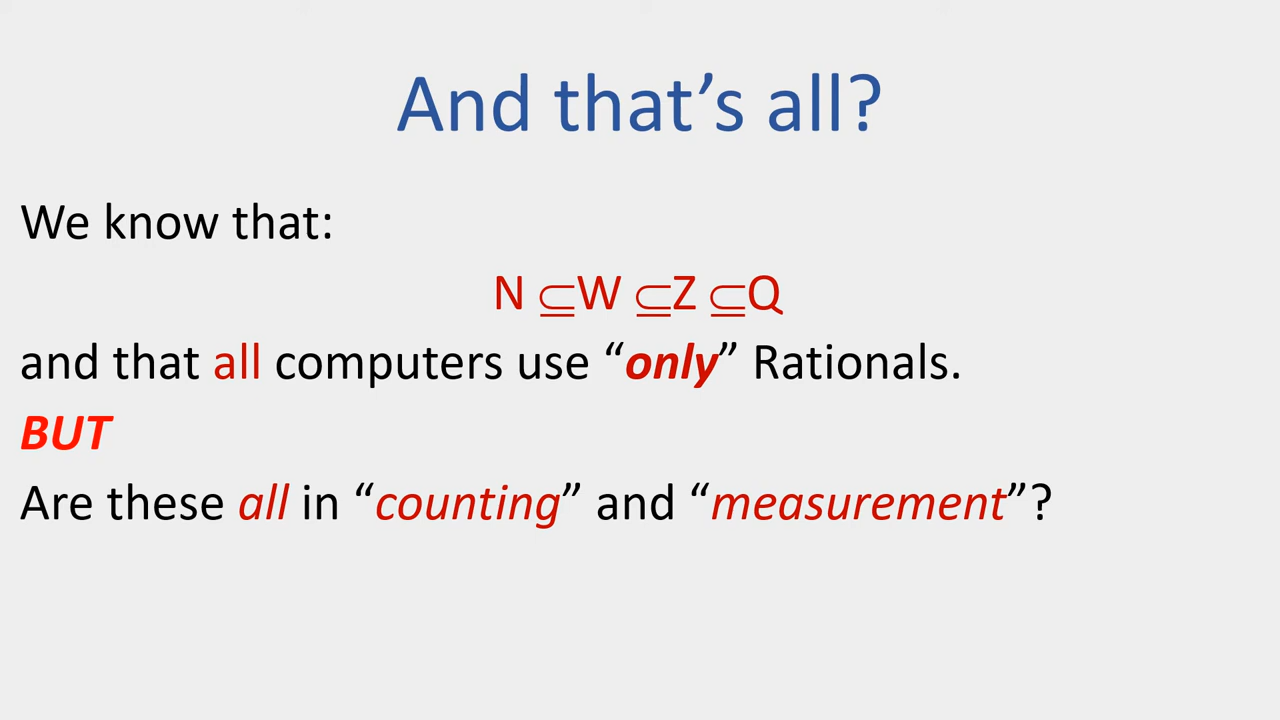 And that’s all?
We know that:
N ⊆W ⊆Z ⊆Q
and that all computers use “only” Rationals.
BUT
Are these all in “counting” and “measurement”?